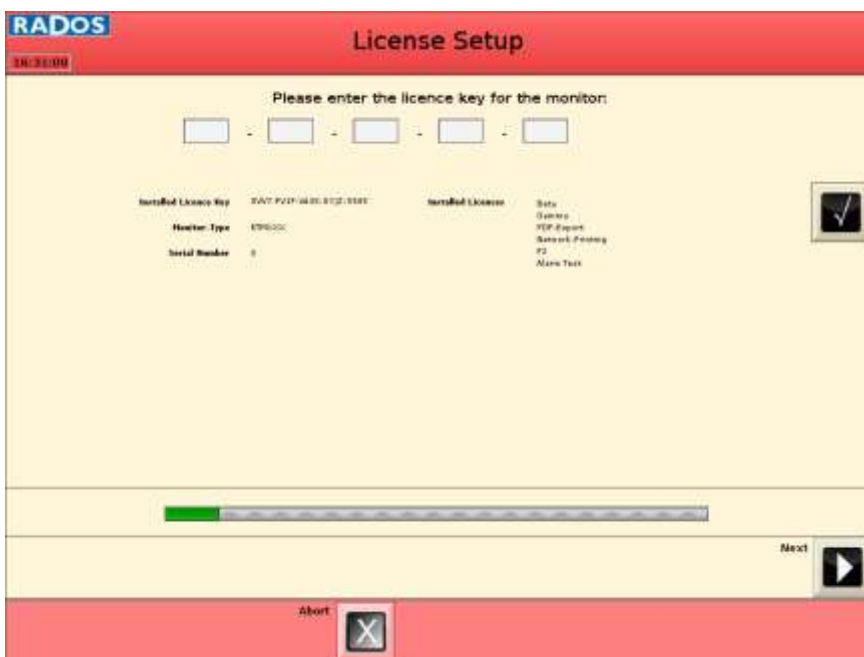 RADOS
License Setup
Please enter the licence key for the monitor:
- - - -
Installed Licence Key
Installed Licenses
Beta
Gamma
Monitor Type
PDF-Export
Network-Printing
Serial Number
P2
Alarm Test
Next
Abort
X